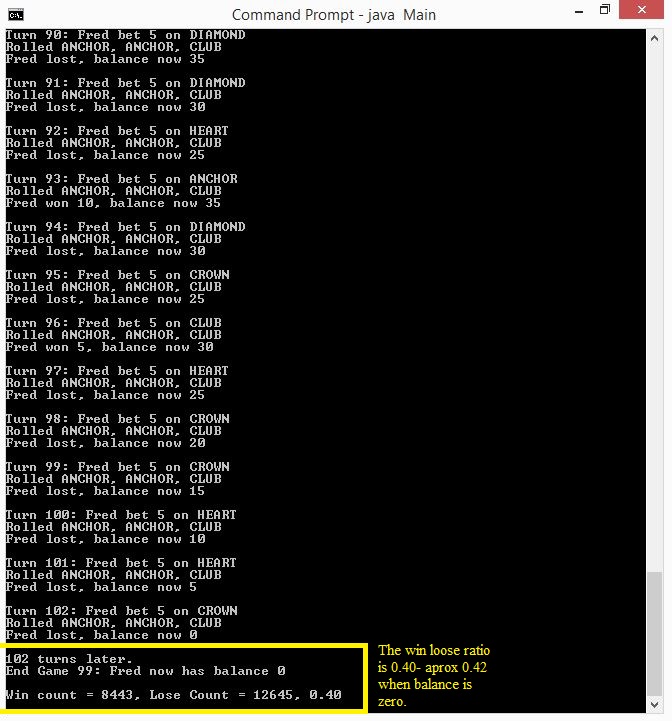 Command Prompt - java Main
Turn 90: Fred bet 5 on DIAMOND
Rolled ANCHOR, ANCHOR, CLUB
Fred lost, balance now 35
Turn 91: Fred bet 5 on DIAMOND
Rolled ANCHOR, ANCHOR, CLUB
Fred lost, balance now 30
Turn 92: Fred bet 5 on HEART
Rolled ANCHOR, ANCHOR, CLUB
Fred lost, balance now 25
Turn 93: Fred bet 5 on ANCHOR
Rolled ANCHOR, ANCHOR, CLUB
Fred won 10, balance now 35
Turn 94: Fred bet 5 on DIAMOND
Rolled ANCHOR, ANCHOR, CLUB
Fred lost, balance now 30
Turn 95: Fred bet 5 on CROWN
Rolled ANCHOR, ANCHOR, CLUB
Fred lost, balance now 25
Turn 96: Fred bet 5 on CLUB
Rolled ANCHOR, ANCHOR, CLUB
Fred won 5, balance now 30
Turn 97: Fred bet 5 on HEART
Rolled ANCHOR, ANCHOR, CLUB
Fred lost, balance now 25
Turn 98: Fred bet 5 on CROWN
Rolled ANCHOR, ANCHOR, CLUB
Fred lost, balance now 20
Turn 99: Fred bet 5 on CROWN
Rolled ANCHOR, ANCHOR, CLUB
Fred lost, balance now 15
Turn 100: Fred bet 5 on HEART
Rolled ANCHOR, ANCHOR, CLUB
Fred lost, balance now 10
Turn 101: Fred bet 5 on HEART
Rolled ANCHOR, ANCHOR, CLUB
Fred lost, balance now 5
Turn 102: Fred bet 5 on CROWN
Rolled ANCHOR, ANCHOR, CLUB
Fred lost, balance now 0
102 turns later.
End Game 99: Fred now has balance 0
Win count = 8443, Lose Count = 12645, 0.40
The win loose ratio
is 0.40- aprox 0.42
when balance is
zero.